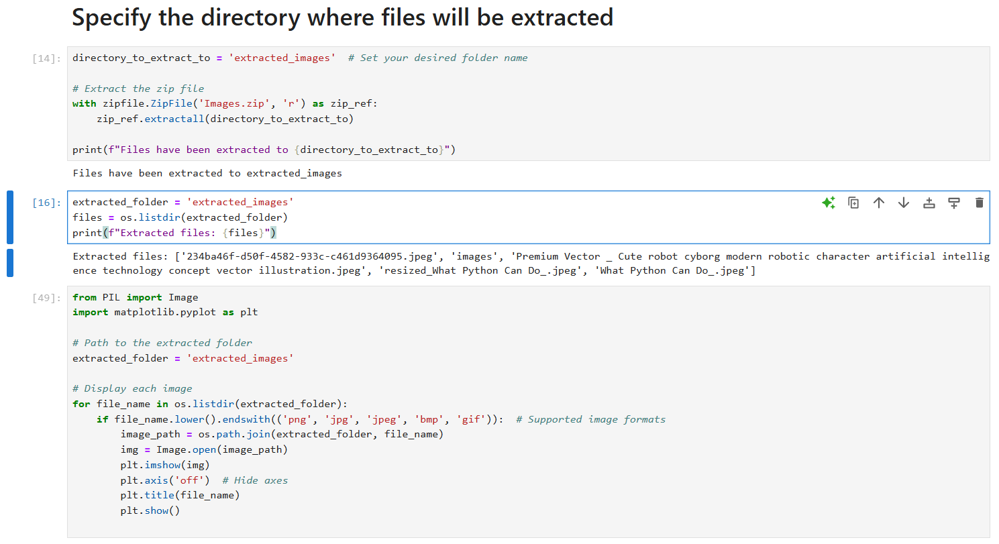 Specify the directory where files will be extracted
[14]:
directory_to_extract_to = 'extracted_images'  # Set your desired folder name
# Extract the zip file
with zipfile.ZipFile('Images.zip', 'r') as zip_ref:
    zip_ref.extractall(directory_to_extract_to)
print(f"Files have been extracted to {directory_to_extract_to}")
Files have been extracted to extracted_images
[16]:
extracted_folder = 'extracted_images'
files = os.listdir(extracted_folder)
print(f"Extracted files: {files}")
Extracted files: ['234ba46f-d50f-4582-933c-c461d9364095.jpeg', 'images', 'Premium Vector _ Cute robot cyborg modern robotic character artificial intellig
ence technology concept vector illustration.jpeg', 'resized_What Python Can Do_.jpeg', 'What Python Can Do_.jpeg']
[49]:
from PIL import Image
import matplotlib.pyplot as plt
# Path to the extracted folder
extracted_folder = 'extracted_images'
# Display each image
for file_name in os.listdir(extracted_folder):
    if file_name.lower().endswith(('png', 'jpg', 'jpeg', 'bmp', 'gif')):  # Supported image formats
        image_path = os.path.join(extracted_folder, file_name)
        img = Image.open(image_path)
        plt.imshow(img)
        plt.axis('off')  # Hide axes
        plt.title(file_name)
        plt.show()